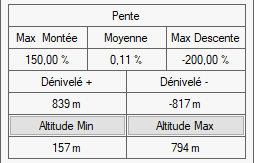 Pente
Max Montée Moyenne Max Descente
150,00 % 0,11 % -200,00 %
Dénivelé + Dénivelé -
839 m -817 m
Altitude Min Altitude Max
157 m 794 m